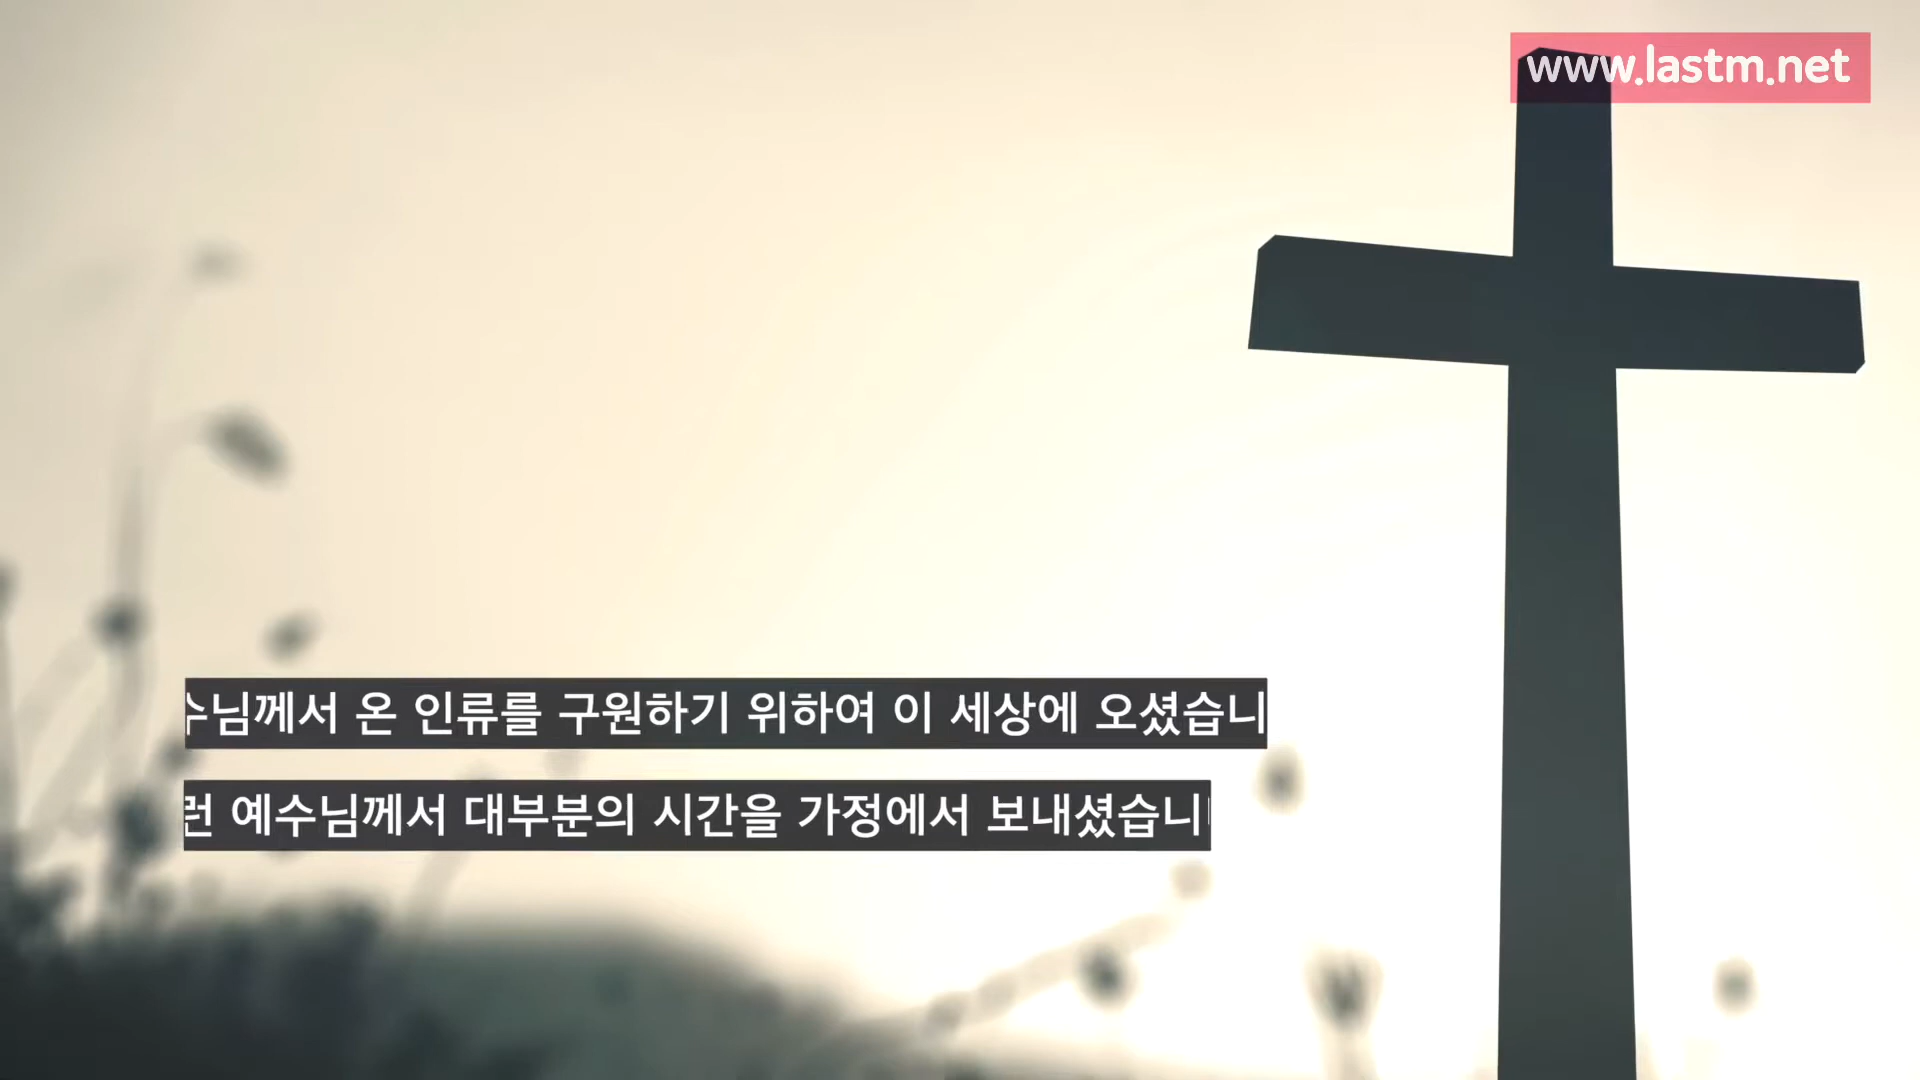 www.lastm.net
수님께서 온 인류를 구원하기 위하여 이 세상에 오셨습니
런 예수님께서 대부분의 시간을 가정에서 보내셨습니